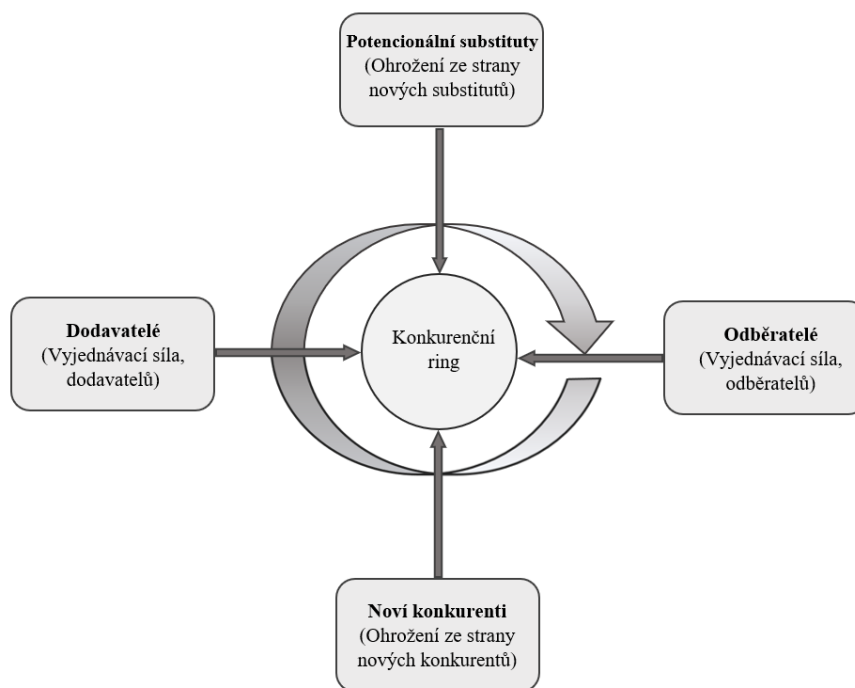 Potencionální substituty
(Ohrožení ze strany
nových substitutů)
Dodavatelé
(Vyjednávací síla,
dodavatelů)
Konkurenční
ring
Odběratelé
(Vyjednávací síla,
odběratelů)
Noví konkurenti
(Ohrožení ze strany
nových konkurentů)